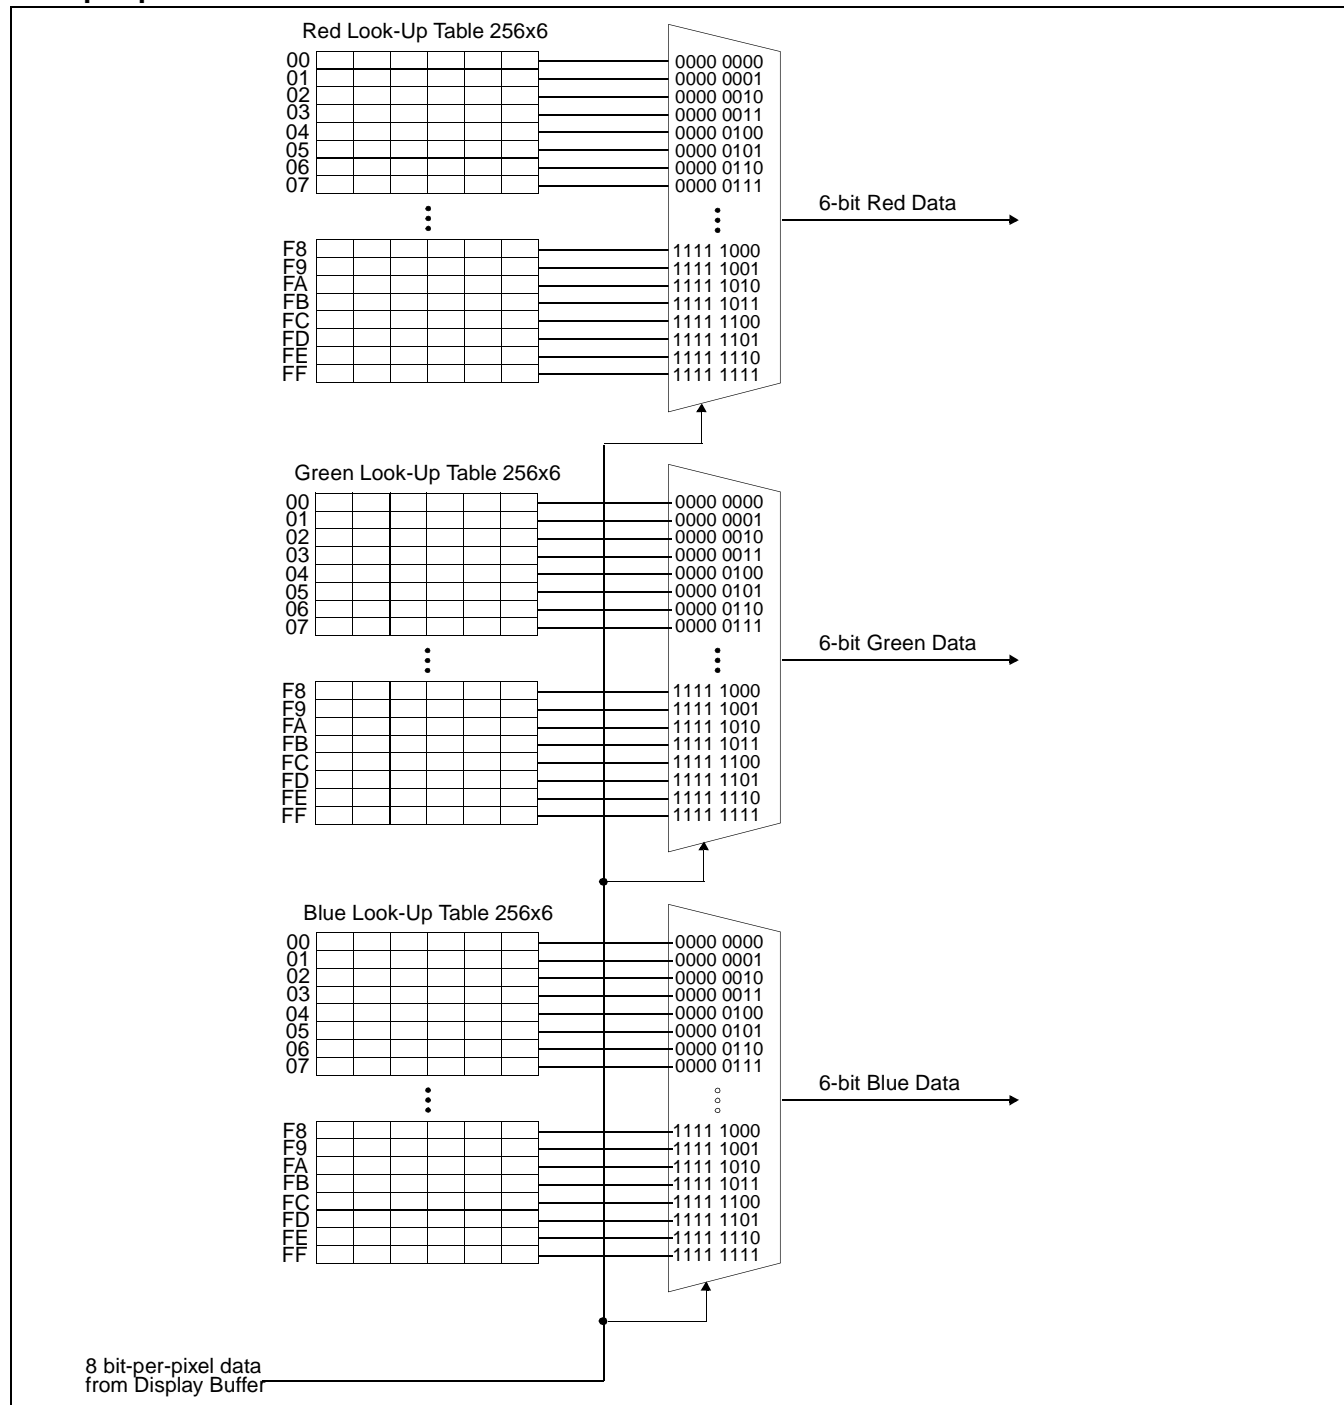 Red Look-Up Table 256x6
00 0000 0000
01 0000 0001
02 0000 0010
03 0000 0011
04 0000 0100
05 0000 0101
06 0000 0110
07 0000 0111
6-bit Red Data
F8 1111 1000
F9 1111 1001
FA 1111 1010
FB 1111 1011
FC 1111 1100
FD 1111 1101
FE 1111 1110
FF 1111 1111
Green Look-Up Table 256x6
00 0000 0000
01 0000 0001
02 0000 0010
03 0000 0011
04 0000 0100
05 0000 0101
06 0000 0110
07 0000 0111
6-bit Green Data
F8 1111 1000
F9 1111 1001
FA 1111 1010
FB 1111 1011
FC 1111 1100
FD 1111 1101
FE 1111 1110
FF 1111 1111
Blue Look-Up Table 256x6
00 0000 0000
01 0000 0001
02 0000 0010
03 0000 0011
04 0000 0100
05 0000 0101
06 0000 0110
07 0000 0111
6-bit Blue Data
F8 1111 1000
F9 1111 1001
FA 1111 1010
FB 1111 1011
FC 1111 1100
FD 1111 1101
FE 1111 1110
FF 1111 1111
8 bit-per-pixel data
from Display Buffer